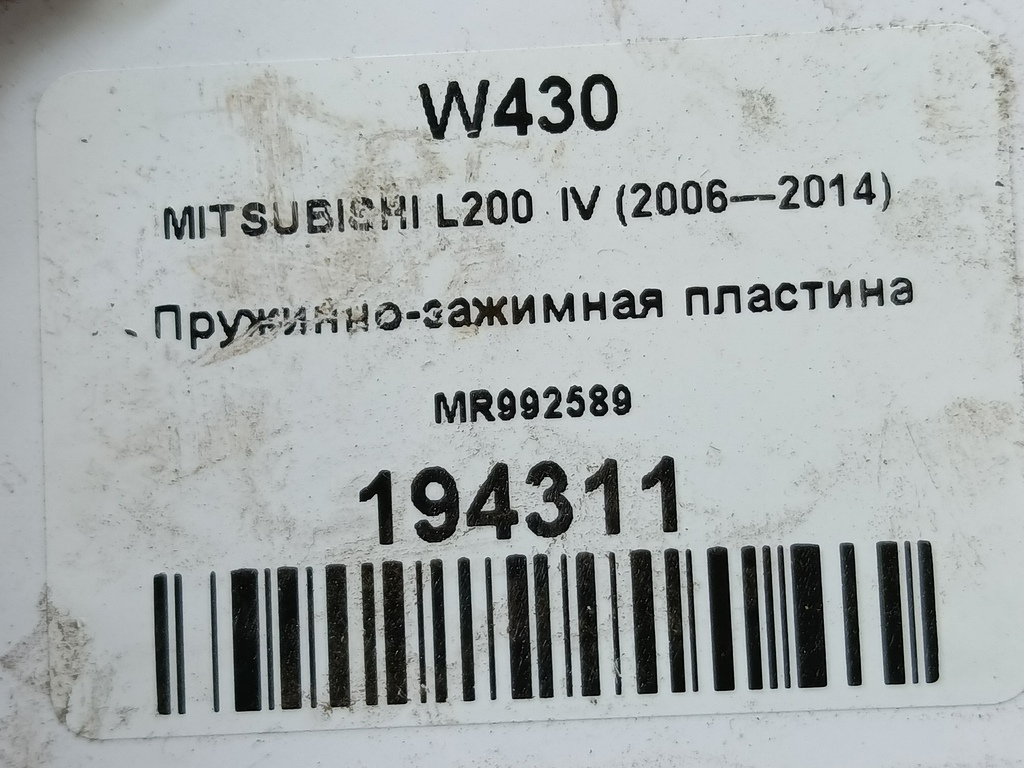 W430
MITSUBISHI L200 IV (2006—2014)
Пружинно-зажимная пластина
MR992589
194311